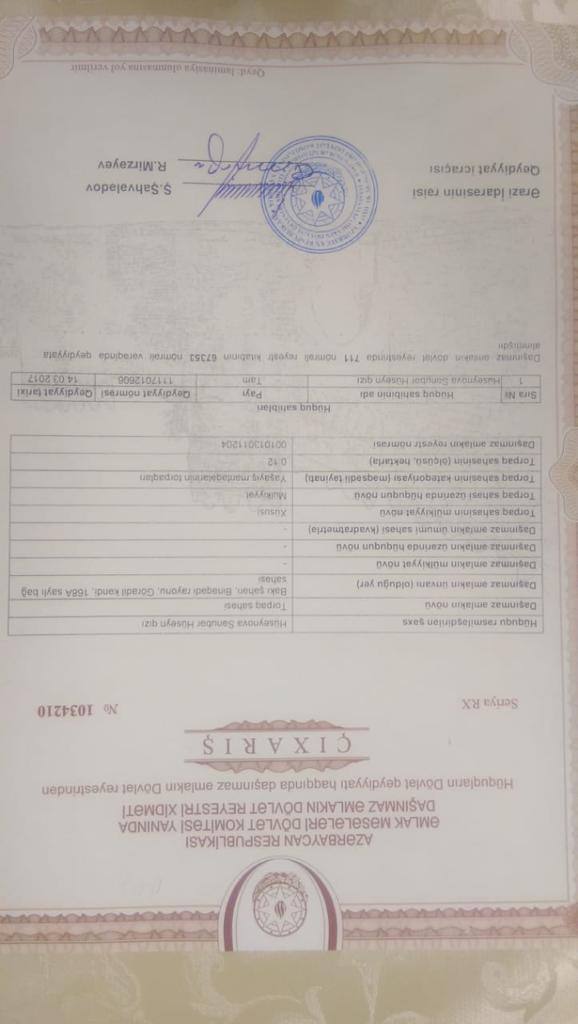 AZƏRBAYCAN RESPUBLİKASI
ƏMLAK MƏSƏLƏLƏRİ DÖVLƏT KOMİTƏSİ YANINDA
DAŞINMAZ ƏMLAKIN DÖVLƏT REYESTRİ XİDMƏTİ
Hüquqların Dövlət qeydiyyatı haqqında daşınmaz əmlakın Dövlət reyestrindən
ÇIXARIŞ
Seriya RX № 1034210
Hüququ rəsmiləşdirilən şəxs Hüseynova Sənubər Hüseyn qızı
Daşınmaz əmlakın növü Torpaq sahəsi
Daşınmaz əmlakın ünvanı (olduğu yer) Bakı şəhəri, Binəqədi rayonu, Görədil kəndi, 168A saylı bağ
sahəsi
Daşınmaz əmlakın mülkiyyət növü -
Daşınmaz əmlakın üzərində hüququn növü -
Daşınmaz əmlakın ümumi sahəsi (kvadratmetrlə) -
Torpaq sahəsinin mülkiyyət növü Xüsusi
Torpaq sahəsi üzərində hüququn növü Mülkiyyət
Torpaq sahəsinin kateqoriyası (məqsədli təyinatı) Yaşayış məntəqələrinin torpaqları
Torpaq sahəsinin (ölçüsü, hektarla) 0.12
Daşınmaz əmlakın reyestr nömrəsi 001013011204
Hüquq sahibləri
Sıra № Hüquq sahibinin adı Payı Qeydiyyat nömrəsi Qeydiyyat tarixi
1 Hüseynova Sənubər Hüseyn qızı Tam 1117012606 14.03.2017
Daşınmaz əmlakın dövlət reyestrində 711 nömrəli reyestr kitabının 67353 nömrəli vərəqində qeydiyyata
alınmışdır
Ərazi İdarəsinin rəisi Ş.Şahvələdov
Qeydiyyat icraçısı R.Mirzəyev
Qeyd: laminasiya olunmasına yol verilmir